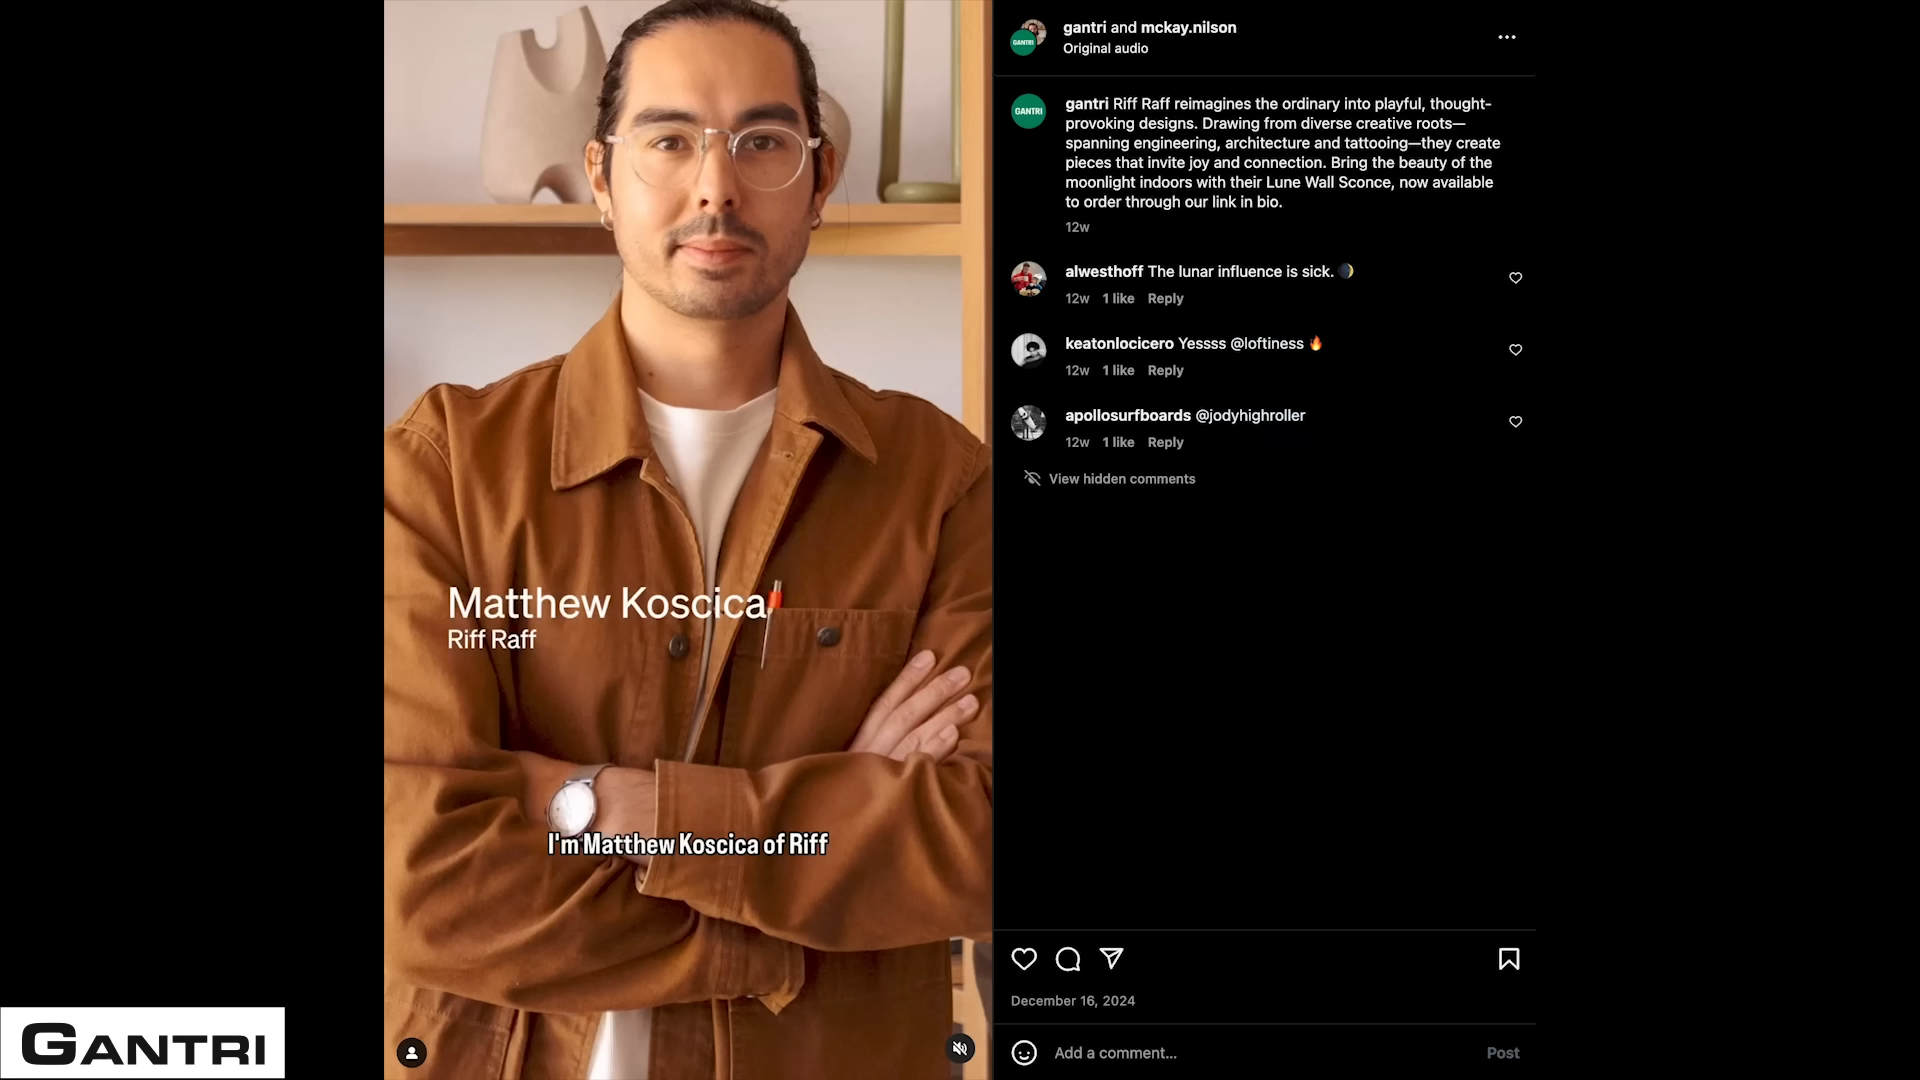 Matthew Koscica
Riff Raff
I'm Matthew Koscica of Riff
GANTRI
gantri and mckay.nilson
Original audio
GANTRI
GANTRI
gantri Riff Raff reimagines the ordinary into playful, thought-
provoking designs. Drawing from diverse creative roots—
spanning engineering, architecture and tattooing—they create
pieces that invite joy and connection. Bring the beauty of the
moonlight indoors with their Lune Wall Sconce, now available
to order through our link in bio.
12w
alwesthoff The lunar influence is sick. 🌒
12w 1 like Reply
keatonlocicero Yessss @loftiness 🔥
12w 1 like Reply
apollosurfboards @jodyhighroller
12w 1 like Reply
View hidden comments
December 16, 2024
Add a comment... Post